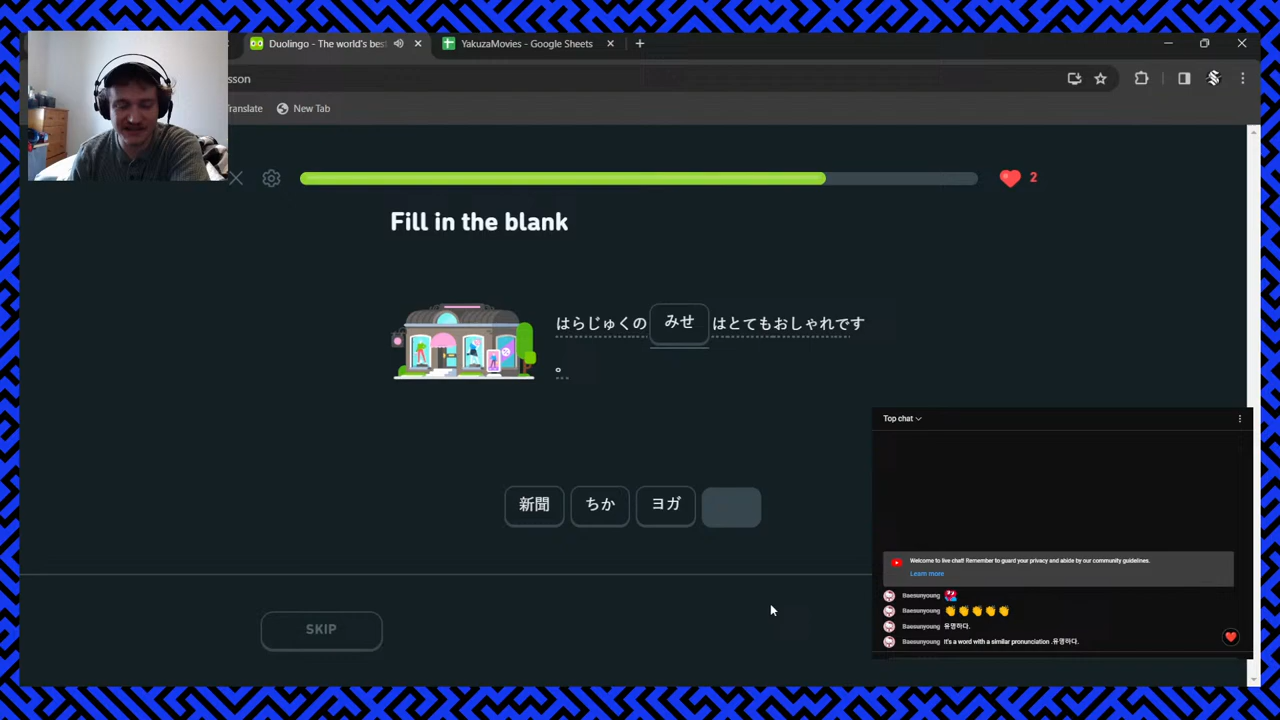 Duolingo - The world's bes
YakuzaMovies - Google Sheets
sson
Translate
New Tab
2
Fill in the blank
はらじゅくの みせ はとてもおしゃれです
。
新聞 ちか ヨガ
SKIP
Top chat
Welcome to live chat! Remember to guard your privacy and abide by our community guidelines.
Learn more
Baesunyoung
Baesunyoung 👏👏👏👏👏
Baesunyoung 유명하다.
Baesunyoung It's a word with a similar pronunciation .유명하다.